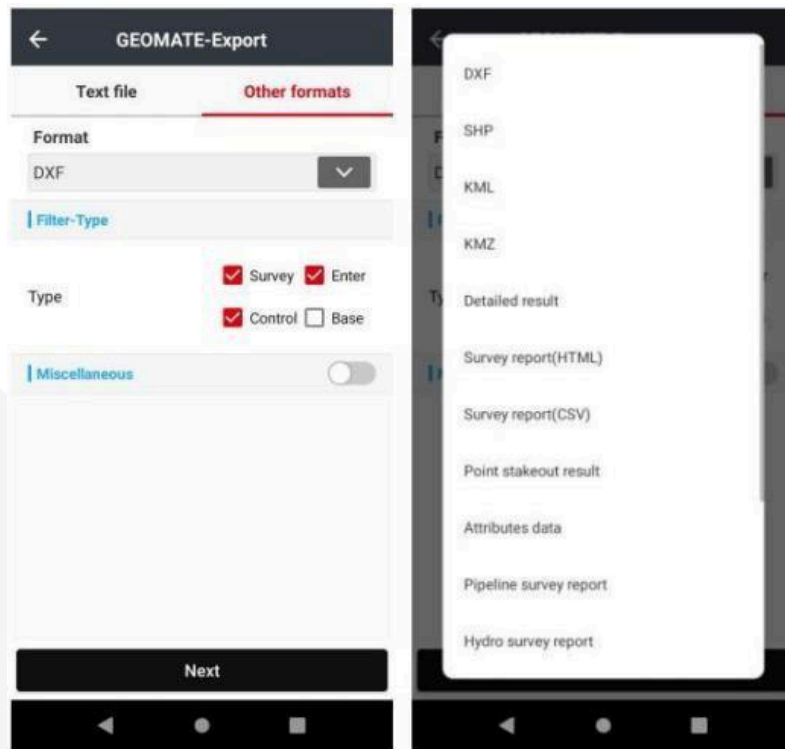 GEOMATE-Export
Text file
Other formats
Format
DXF
Filter-Type
Type
Survey
Enter
Control
Base
Miscellaneous
Next
DXF
SHP
KML
KMZ
Detailed result
Survey report(HTML)
Survey report(CSV)
Point stakeout result
Attributes data
Pipeline survey report
Hydro survey report